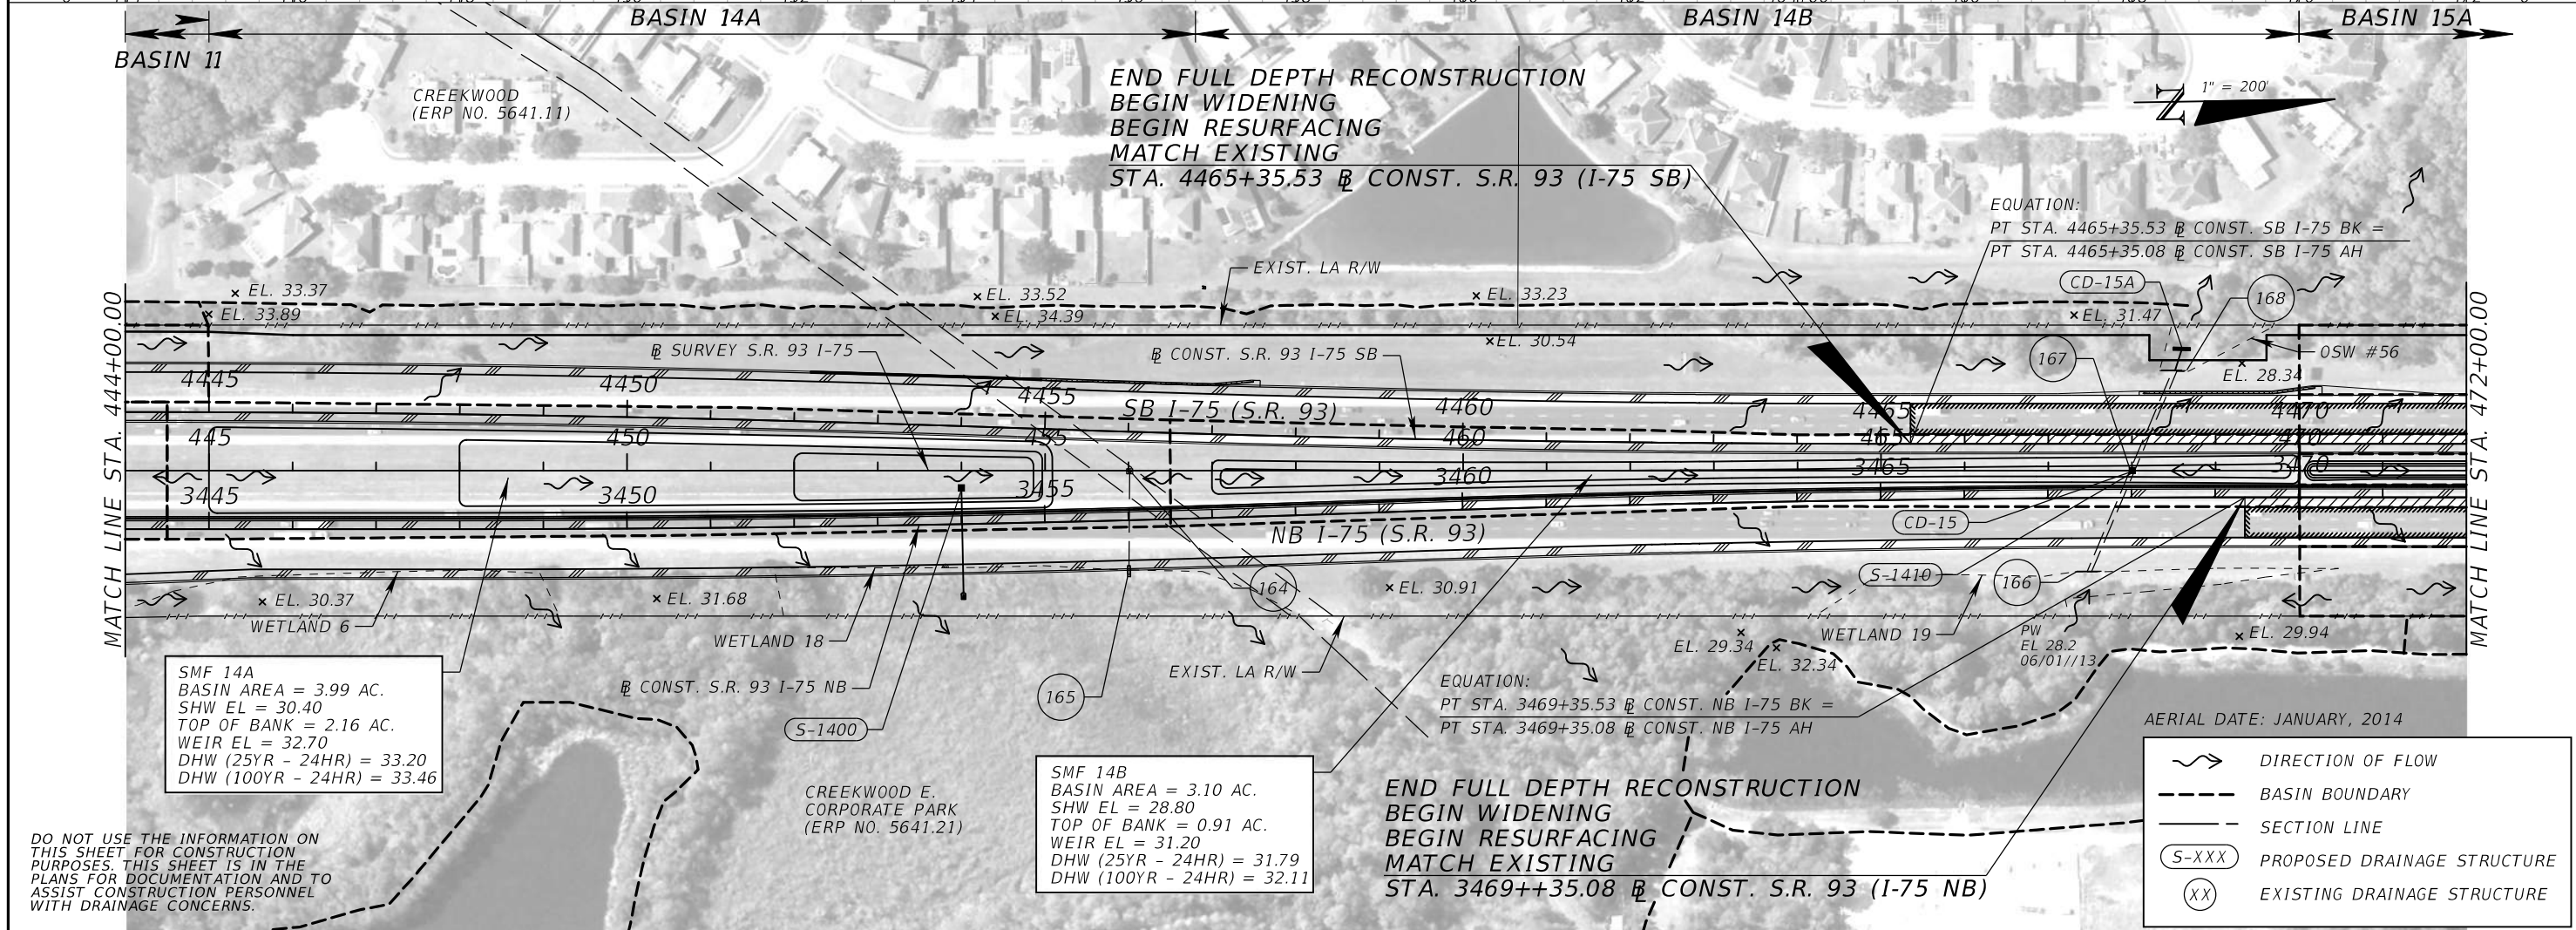 BASIN 14A
BASIN 14B
BASIN 15A
BASIN 11
CREEKWOOD
(ERP NO. 5641.11)
END FULL DEPTH RECONSTRUCTION
BEGIN WIDENING
BEGIN RESURFACING
MATCH EXISTING
STA. 4465+35.53 BL CONST. S.R. 93 (I-75 SB)
N
1" = 200'
EQUATION:
PT STA. 4465+35.53 BL CONST. SB I-75 BK =
PT STA. 4465+35.08 BL CONST. SB I-75 AH
EXIST. LA R/W
CD-15A
168
EL. 33.37
EL. 33.89
EL. 33.52
EL. 34.39
EL. 33.23
EL. 30.54
EL. 31.47
167
OSW #56
EL. 28.34
BL SURVEY S.R. 93 I-75
BL CONST. S.R. 93 I-75 SB
MATCH LINE STA. 444+00.00
MATCH LINE STA. 472+00.00
4445
4450
4455
4460
4465
4470
SB I-75 (S.R. 93)
445
450
455
460
465
470
3445
3450
3455
3460
3465
3470
NB I-75 (S.R. 93)
CD-15
S-1410
166
164
EL. 30.37
EL. 31.68
EL. 30.91
WETLAND 6
WETLAND 18
WETLAND 19
EL. 29.34
EL. 32.34
PW
EL 28.2
06/01//13
EL. 29.94
EXIST. LA R/W
BL CONST. S.R. 93 I-75 NB
165
S-1400
SMF 14A
BASIN AREA = 3.99 AC.
SHW EL = 30.40
TOP OF BANK = 2.16 AC.
WEIR EL = 32.70
DHW (25YR - 24HR) = 33.20
DHW (100YR - 24HR) = 33.46
EQUATION:
PT STA. 3469+35.53 BL CONST. NB I-75 BK =
PT STA. 3469+35.08 BL CONST. NB I-75 AH
CREEKWOOD E.
CORPORATE PARK
(ERP NO. 5641.21)
SMF 14B
BASIN AREA = 3.10 AC.
SHW EL = 28.80
TOP OF BANK = 0.91 AC.
WEIR EL = 31.20
DHW (25YR - 24HR) = 31.79
DHW (100YR - 24HR) = 32.11
END FULL DEPTH RECONSTRUCTION
BEGIN WIDENING
BEGIN RESURFACING
MATCH EXISTING
STA. 3469++35.08 BL CONST. S.R. 93 (I-75 NB)
DO NOT USE THE INFORMATION ON
THIS SHEET FOR CONSTRUCTION
PURPOSES. THIS SHEET IS IN THE
PLANS FOR DOCUMENTATION AND TO
ASSIST CONSTRUCTION PERSONNEL
WITH DRAINAGE CONCERNS.
AERIAL DATE: JANUARY, 2014
DIRECTION OF FLOW
BASIN BOUNDARY
SECTION LINE
S-XXX PROPOSED DRAINAGE STRUCTURE
XX EXISTING DRAINAGE STRUCTURE